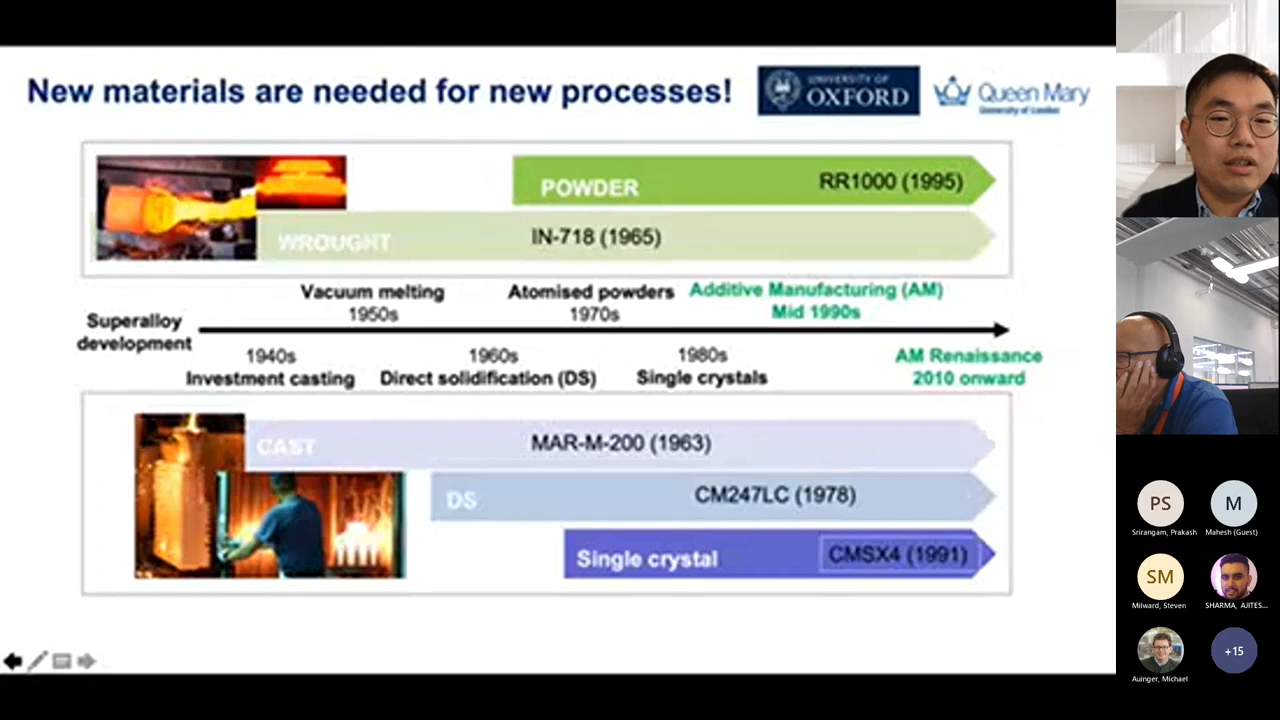 New materials are needed for new processes!
UNIVERSITY OF
OXFORD
Queen Mary
University of London
POWDER
RR1000 (1995)
WROUGHT
IN-718 (1965)
Vacuum melting
1950s
Atomised powders
1970s
Additive Manufacturing (AM)
Mid 1990s
Superalloy
development
1940s
Investment casting
1960s
Direct solidification (DS)
1980s
Single crystals
AM Renaissance
2010 onward
CAST
MAR-M-200 (1963)
DS
CM247LC (1978)
Single crystal
CMSX4 (1991)
PS
Srirangam, Prakash
M
Mahesh (Guest)
SM
Milward, Steven
SHARMA, AJITES...
Auinger, Michael
+15